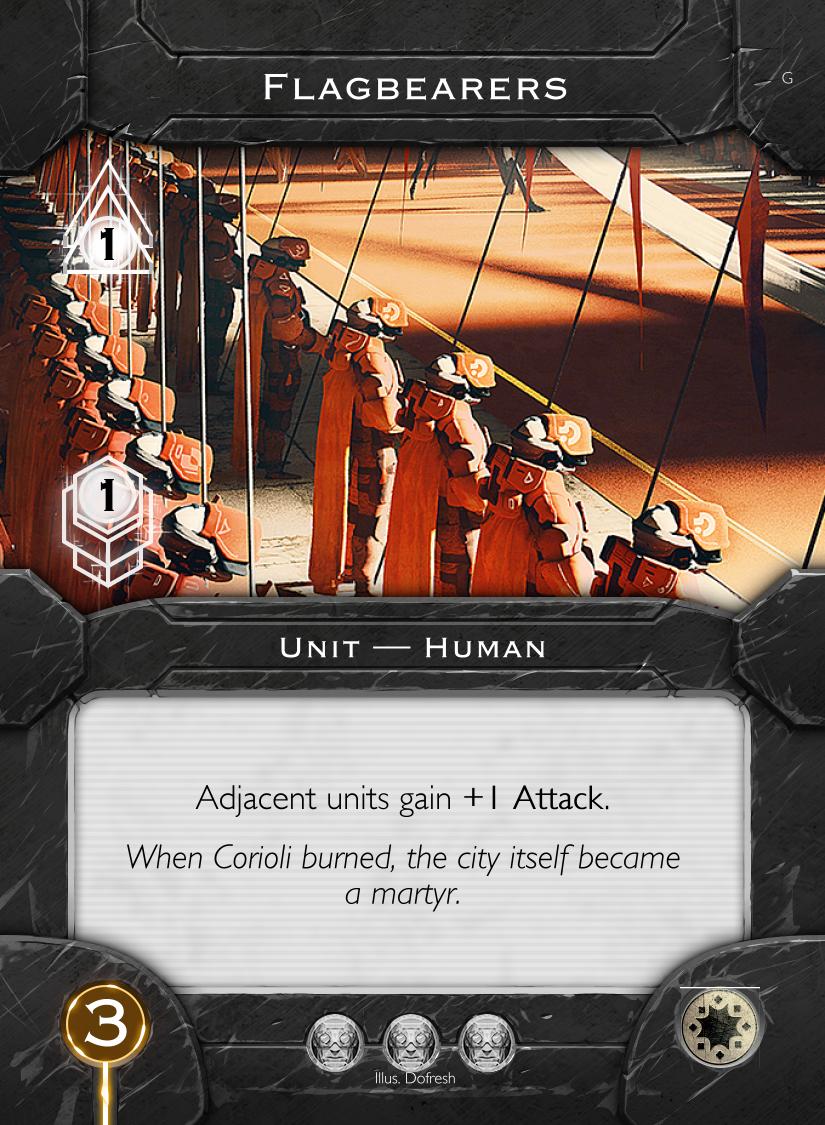 Flagbearers
G
1
1
Unit — Human
Adjacent units gain +1 Attack.
When Corioli burned, the city itself became
a martyr.
3
Illus. Dofresh